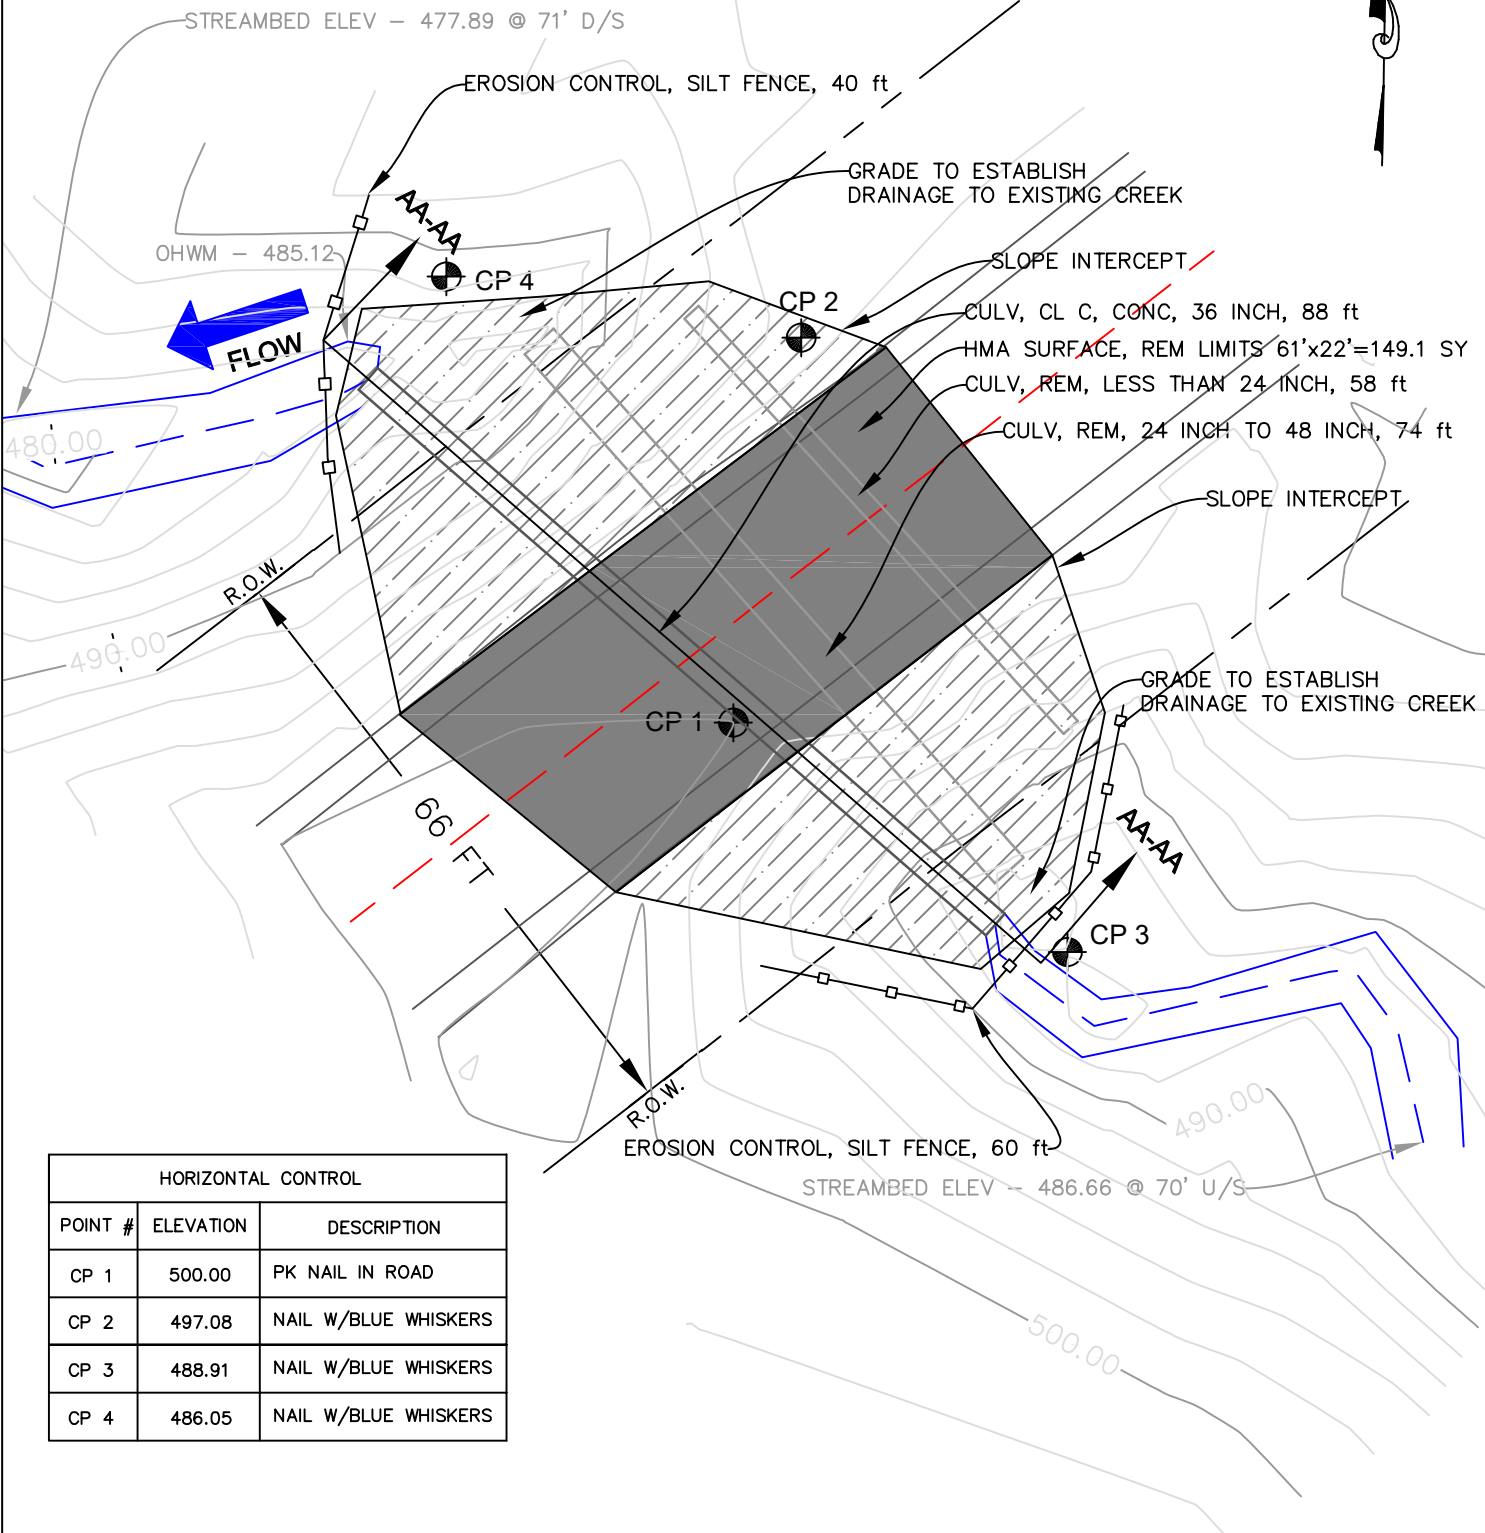 STREAMBED ELEV - 477.89 @ 71' D/S
EROSION CONTROL, SILT FENCE, 40 ft
GRADE TO ESTABLISH
DRAINAGE TO EXISTING CREEK
AA-AA
OHWM - 485.12
CP 4
SLOPE INTERCEPT
CP 2
CULV, CL C, CONC, 36 INCH, 88 ft
FLOW
HMA SURFACE, REM LIMITS 61'x22'=149.1 SY
CULV, REM, LESS THAN 24 INCH, 58 ft
CULV, REM, 24 INCH TO 48 INCH, 74 ft
480.00
SLOPE INTERCEPT
R.O.W.
490.00
GRADE TO ESTABLISH
DRAINAGE TO EXISTING CREEK
CP 1
66 FT
AA-AA
CP 3
R.O.W.
490.00
EROSION CONTROL, SILT FENCE, 60 ft
STREAMBED ELEV - 486.66 @ 70' U/S
500.00
HORIZONTAL CONTROL
POINT # ELEVATION DESCRIPTION
CP 1 500.00 PK NAIL IN ROAD
CP 2 497.08 NAIL W/BLUE WHISKERS
CP 3 488.91 NAIL W/BLUE WHISKERS
CP 4 486.05 NAIL W/BLUE WHISKERS